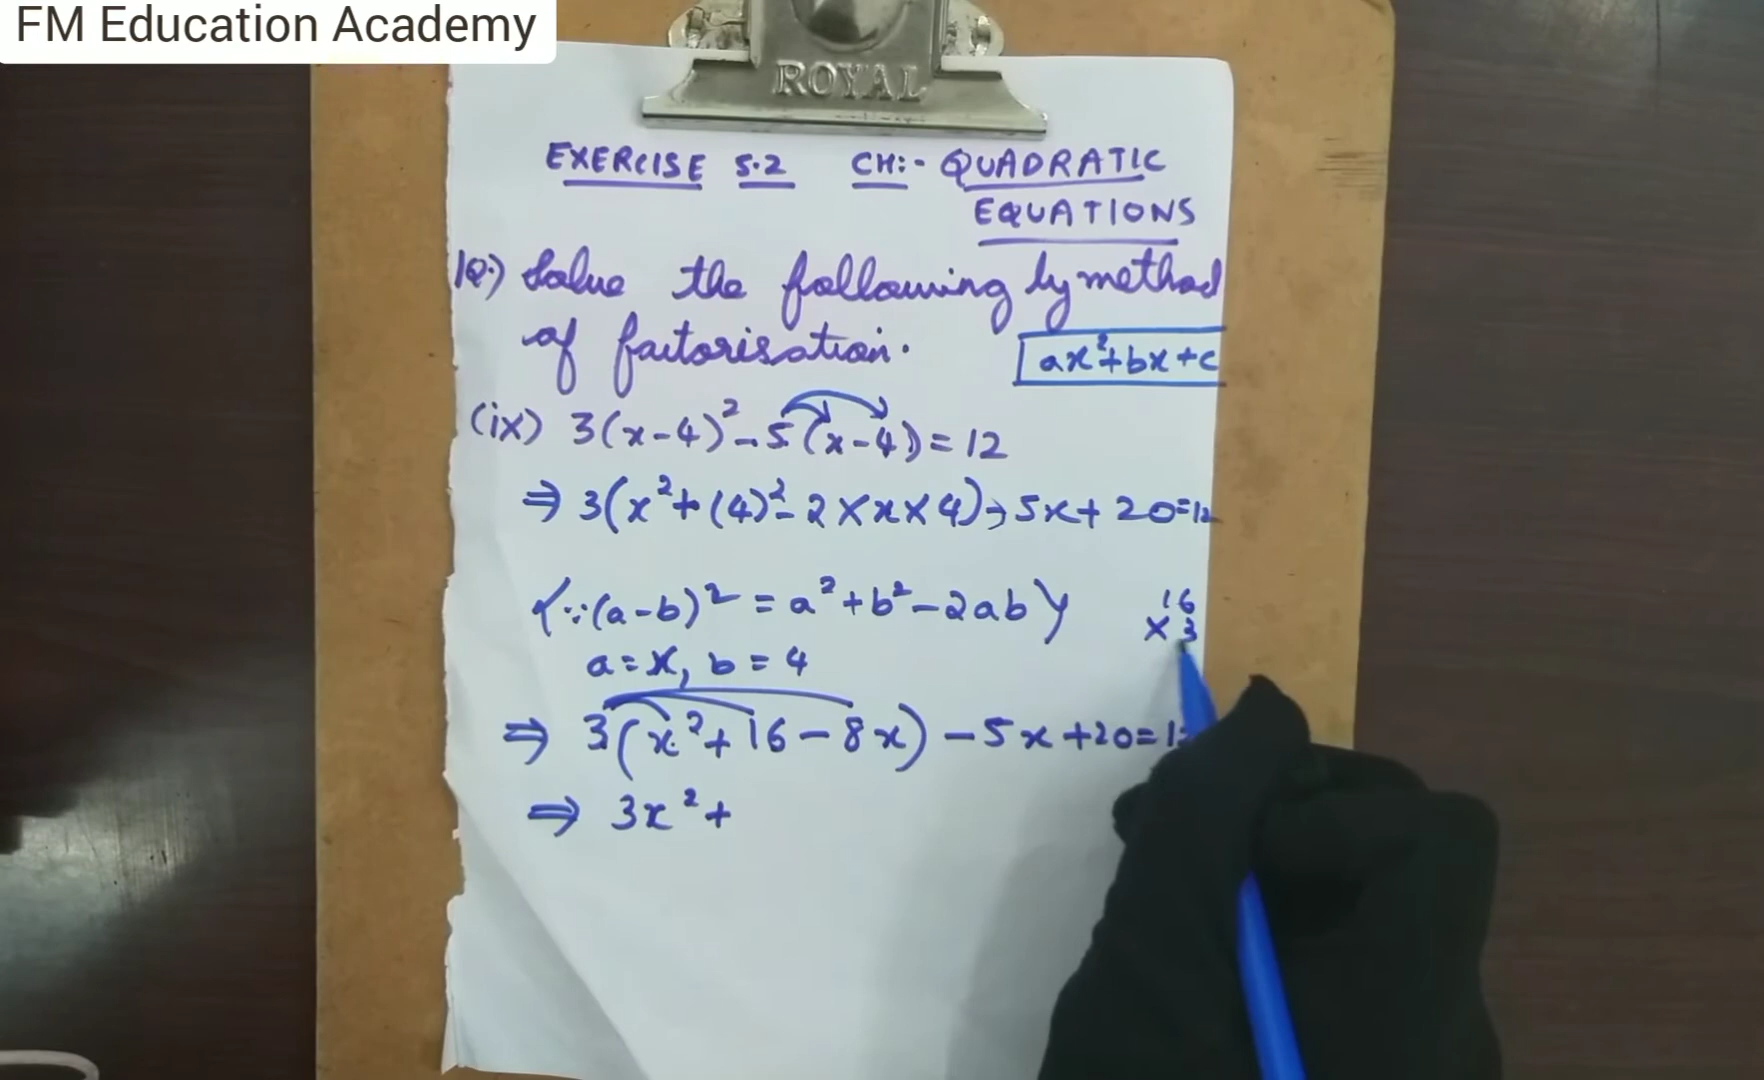 FM Education Academy
ROYAL
EXERCISE 5.2 CH:- QUADRATIC
EQUATIONS
1Q:) Solve the following by method
of factorisation.
ax²+bx+c
(ix) 3(x-4)²-5(x-4)=12
⇒ 3(x²+(4)²-2×x×4)-5x+20=12
{∵(a-b)²=a²+b²-2ab}
a=x, b=4
16
×3
⇒ 3(x²+16-8x)-5x+20=1
⇒ 3x²+